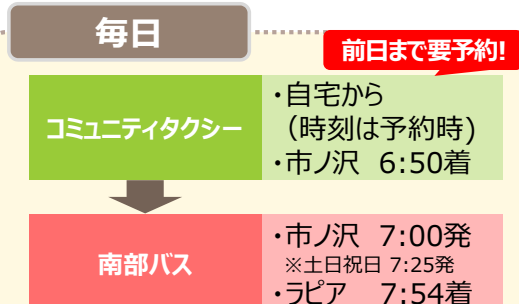 毎日
前日まで要予約!
コミュニティタクシー
・自宅から
（時刻は予約時)
・市ノ沢 6:50着
南部バス
・市ノ沢 7:00発
※土日祝日 7:25発
・ラピア 7:54着